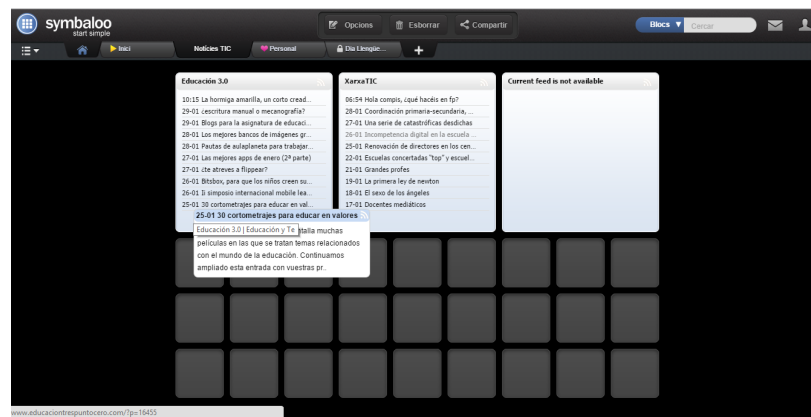 symbaloo
start simple
Opcions
Esborrar
Compartir
Blocs ▼
Cercar
Inici
Notícies TIC
Personal
Dia Llengüe...
+
Educación 3.0
10:15 La hormiga amarilla, un corto cread...
29-01 ¿escritura manual o mecanografía?
29-01 Blogs para la asignatura de educaci...
28-01 Los mejores bancos de imágenes gr...
28-01 Pautas de aulaplaneta para trabajar...
27-01 Las mejores apps de enero (2ª parte)
27-01 ¿te atreves a flippear?
26-01 Bitsbox, para que los niños creen su...
26-01 Ii simposio internacional mobile lea...
25-01 30 cortometrajes para educar en val...
25-01 30 cortometrajes para educar en valores
Educación 3.0 | Educación y Te
ntalla muchas
películas en las que se tratan temas relacionados
con el mundo de la educación. Continuamos
ampliado esta entrada con vuestras pr..
XarxaTIC
06:54 Hola compis, ¿qué hacéis en fp?
28-01 Coordinación primaria-secundaria, ...
27-01 Una serie de catastróficas desdichas
26-01 Incompetencia digital en la escuela ...
25-01 Renovación de directores en los cen...
22-01 Escuelas concertadas "top" y escuel...
21-01 Grandes profes
19-01 La primera ley de newton
18-01 El sexo de los ángeles
17-01 Docentes mediáticos
Current feed is not available
www.educaciontrespuntocero.com/?p=16455